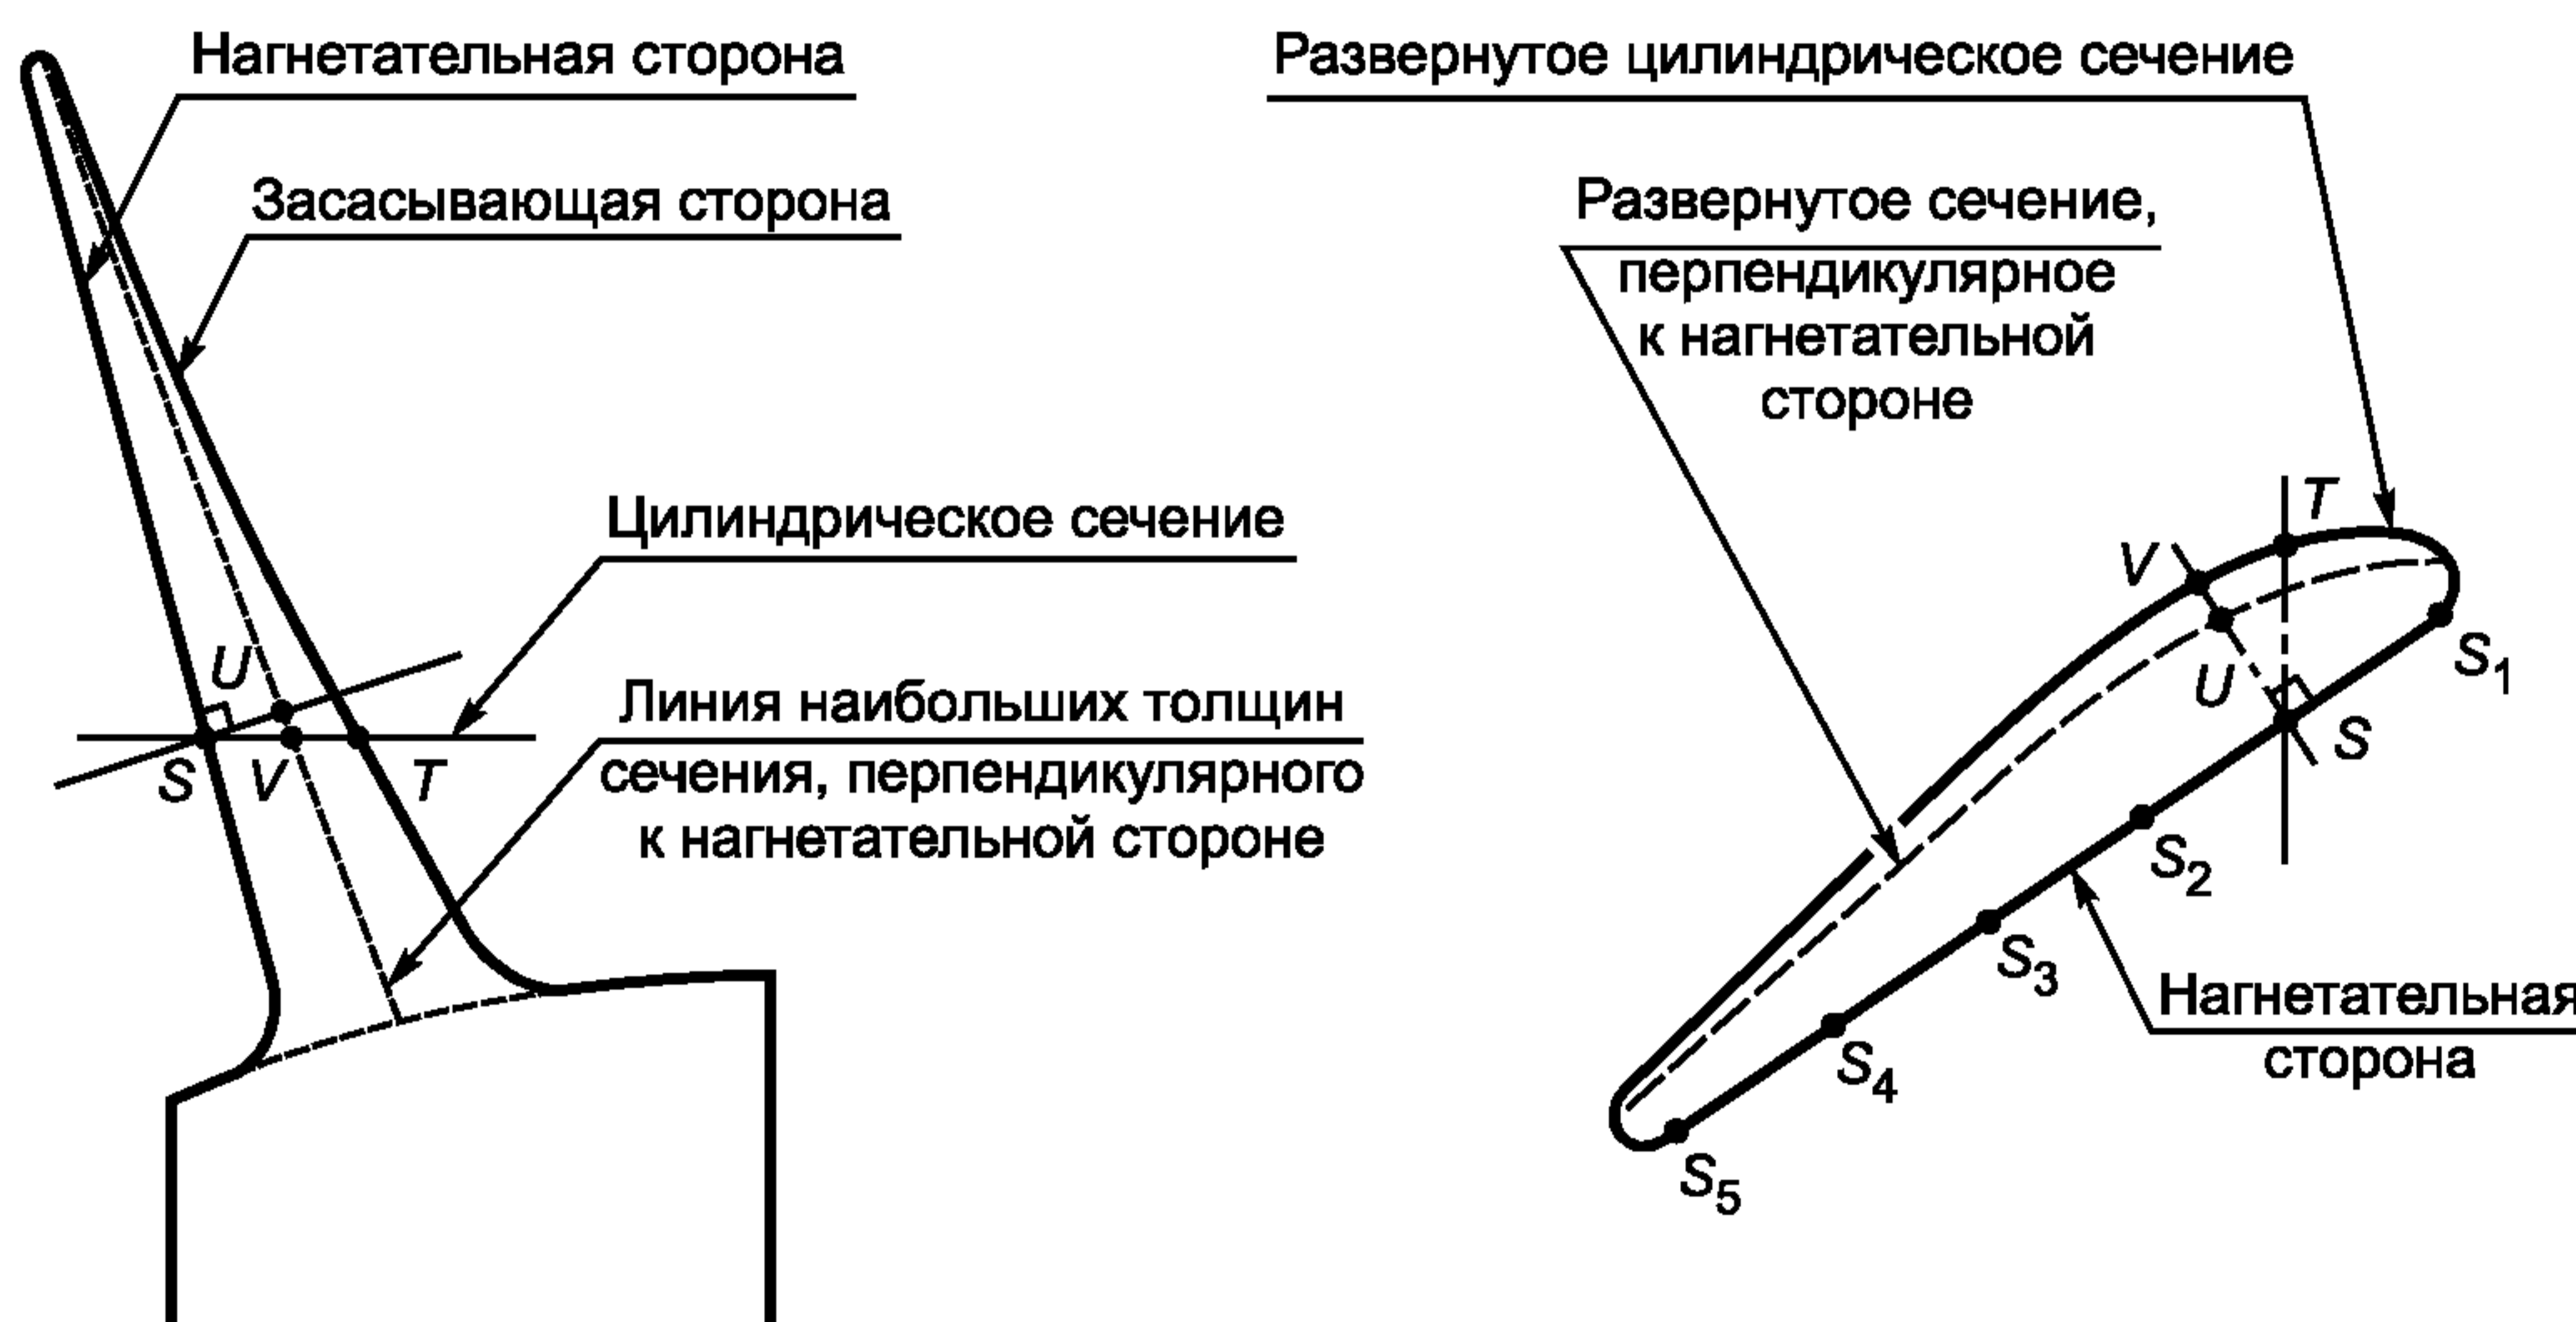 Нагнетательная сторона
Засасывающая сторона
Цилиндрическое сечение
Линия наибольших толщин
сечения, перпендикулярного
к нагнетательной стороне
U
S
V
T
Развернутое цилиндрическое сечение
Развернутое сечение,
перпендикулярное
к нагнетательной
стороне
T
V
U
S1
S
S2
S3
S4
S5
Нагнетательная
сторона